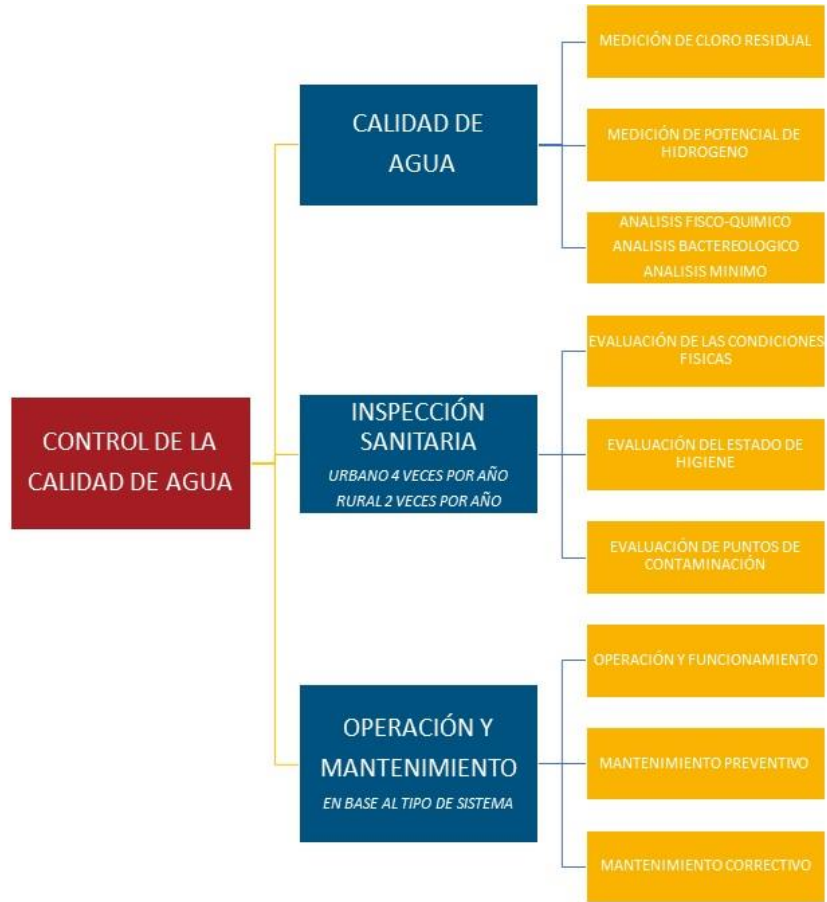 CONTROL DE LA
CALIDAD DE AGUA
CALIDAD DE
AGUA
MEDICIÓN DE CLORO RESIDUAL
MEDICIÓN DE POTENCIAL DE
HIDROGENO
ANALISIS FISCO-QUIMICO
ANALISIS BACTEREOLOGICO
ANALISIS MINIMO
INSPECCIÓN
SANITARIA
URBANO 4 VECES POR AÑO
RURAL 2 VECES POR AÑO
EVALUACIÓN DE LAS CONDICIONES
FISICAS
EVALUACIÓN DEL ESTADO DE
HIGIENE
EVALUACIÓN DE PUNTOS DE
CONTAMINACIÓN
OPERACIÓN Y
MANTENIMIENTO
EN BASE AL TIPO DE SISTEMA
OPERACIÓN Y FUNCIONAMIENTO
MANTENIMIENTO PREVENTIVO
MANTENIMIENTO CORRECTIVO